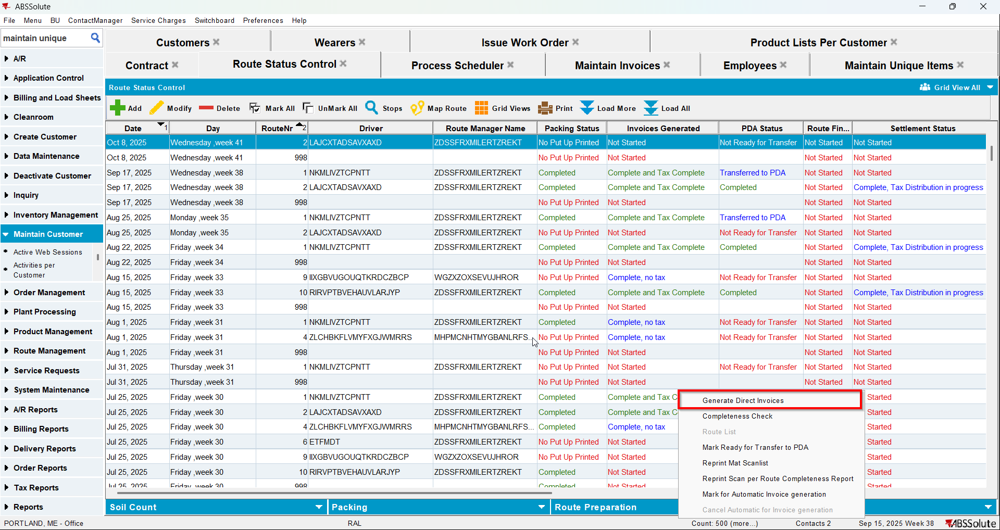 ABSSolute
File Menu BU ContactManager Service Charges Switchboard Preferences Help
maintain unique
Customers Wearers Issue Work Order Product Lists Per Customer
Contract Route Status Control Process Scheduler Maintain Invoices Employees Maintain Unique Items
A/R
Application Control
Billing and Load Sheets
Cleanroom
Create Customer
Data Maintenance
Deactivate Customer
Inquiry
Inventory Management
Maintain Customer
Active Web Sessions
Activities per
Customer
Order Management
Plant Processing
Product Management
Route Management
Service Requests
System Maintenance
A/R Reports
Billing Reports
Delivery Reports
Order Reports
Tax Reports
Reports
Route Status Control Grid View All
Add Modify Delete Mark All UnMark All Stops Map Route Grid Views Print Load More Load All
Date 1 Day RouteNr 2 Driver Route Manager Name Packing Status Invoices Generated PDA Status Route Fin... Settlement Status
Oct 8, 2025 Wednesday ,week 41 2 LAJCXTADSAVXAXD ZDSSFRXMILERTZREKT No Put Up Printed Not Started Not Ready for Transfer Not Started Not Started
Oct 8, 2025 Wednesday ,week 41 998 No Put Up Printed Not Started Not Started Not Started
Sep 17, 2025 Wednesday ,week 38 1 NKMLIVZTCPNTT ZDSSFRXMILERTZREKT Completed Complete and Tax Complete Transferred to PDA Not Started Not Started
Sep 17, 2025 Wednesday ,week 38 2 LAJCXTADSAVXAXD ZDSSFRXMILERTZREKT Completed Complete and Tax Complete Completed Not Started Complete, Tax Distribution in progress
Sep 17, 2025 Wednesday ,week 38 998 No Put Up Printed Not Started Not Started Not Started
Aug 25, 2025 Monday ,week 35 1 NKMLIVZTCPNTT ZDSSFRXMILERTZREKT Completed Complete and Tax Complete Transferred to PDA Not Started Not Started
Aug 25, 2025 Monday ,week 35 2 LAJCXTADSAVXAXD ZDSSFRXMILERTZREKT No Put Up Printed Not Started Not Ready for Transfer Not Started Not Started
Aug 22, 2025 Friday ,week 34 1 NKMLIVZTCPNTT ZDSSFRXMILERTZREKT Completed Complete and Tax Complete Completed Not Started Complete, Tax Distribution in progress
Aug 22, 2025 Friday ,week 34 998 No Put Up Printed Not Started Not Started Not Started
Aug 15, 2025 Friday ,week 33 9 IIXGBVUGOUQTKRDCZBCP WGZXZOXSEVUJHROR No Put Up Printed Complete, no tax Not Ready for Transfer Not Started Not Started
Aug 15, 2025 Friday ,week 33 10 RIRVPTBVEHAUVLARJYP ZDSSFRXMILERTZREKT Completed Complete and Tax Complete Completed Not Started Complete, Tax Distribution in progress
Aug 15, 2025 Friday ,week 33 998 No Put Up Printed Not Started Not Started Not Started
Aug 1, 2025 Friday ,week 31 1 NKMLIVZTCPNTT ZDSSFRXMILERTZREKT Completed Complete, no tax Not Ready for Transfer Not Started Not Started
Aug 1, 2025 Friday ,week 31 4 ZLCHBKFLVMYFXGJWMRRS MHPMCNHTMYGBANLRFS... No Put Up Printed Complete, no tax Not Ready for Transfer Not Started Not Started
Aug 1, 2025 Friday ,week 31 998 No Put Up Printed Not Started Not Started Not Started
Jul 31, 2025 Thursday ,week 31 1 NKMLIVZTCPNTT ZDSSFRXMILERTZREKT No Put Up Printed Not Started Not Ready for Transfer Not Started Not Started
Jul 31, 2025 Thursday ,week 31 998 No Put Up Printed Not Started Not Started Not Started
Jul 25, 2025 Friday ,week 30 1 NKMLIVZTCPNTT ZDSSFRXMILERTZREKT Completed Complete and Tax C Started
Jul 25, 2025 Friday ,week 30 2 LAJCXTADSAVXAXD ZDSSFRXMILERTZREKT Completed Complete and Tax C Started
Jul 25, 2025 Friday ,week 30 4 ZLCHBKFLVMYFXGJWMRRS MHPMCNHTMYGBANLRFS... Completed Complete, no tax Started
Jul 25, 2025 Friday ,week 30 6 ETFMDT ZDSSFRXMILERTZREKT No Put Up Printed Not Started Started
Jul 25, 2025 Friday ,week 30 9 IIXGBVUGOUQTKRDCZBCP WGZXZOXSEVUJHROR No Put Up Printed Not Started Started
Jul 25, 2025 Friday ,week 30 10 RIRVPTBVEHAUVLARJYP ZDSSFRXMILERTZREKT Completed Not Started Started
Jul 25, 2025 Friday ,week 30 998 Completed Not Started Started
Generate Direct Invoices
Completeness Check
Route List
Mark Ready for Transfer to PDA
Reprint Mat Scanlist
Reprint Scan per Route Completeness Report
Mark for Automatic Invoice generation
Cancel Automatic for Invoice generation
Soil Count Packing Route Preparation
PORTLAND, ME - Office RAL Count: 500 (more...) Contacts 2 Sep 15, 2025 Week 38 ABSSolute